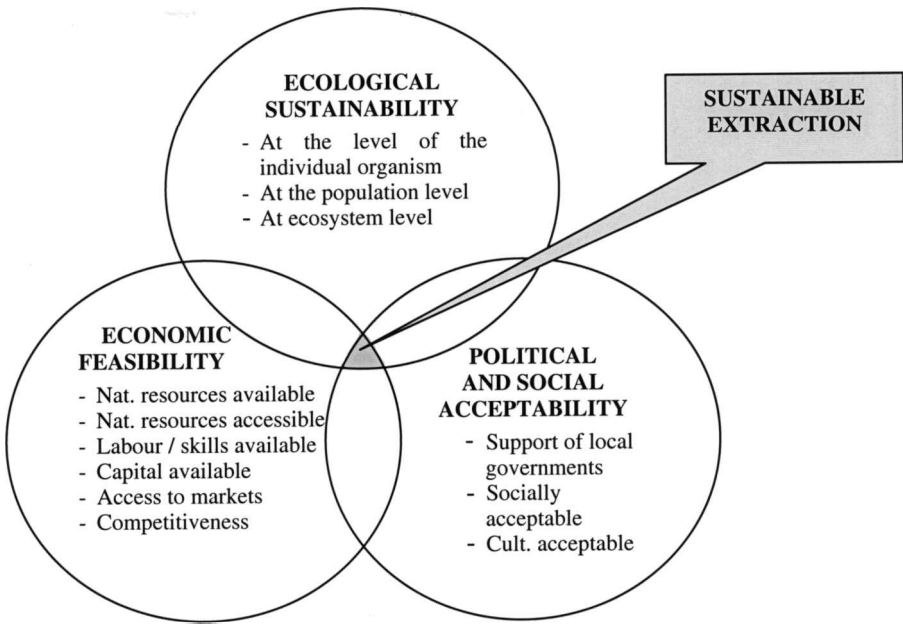 ECOLOGICAL
SUSTAINABILITY
- At the level of the
individual organism
- At the population level
- At ecosystem level
SUSTAINABLE
EXTRACTION
ECONOMIC
FEASIBILITY
- Nat. resources available
- Nat. resources accessible
- Labour / skills available
- Capital available
- Access to markets
- Competitiveness
POLITICAL
AND SOCIAL
ACCEPTABILITY
- Support of local
governments
- Socially
acceptable
- Cult. acceptable